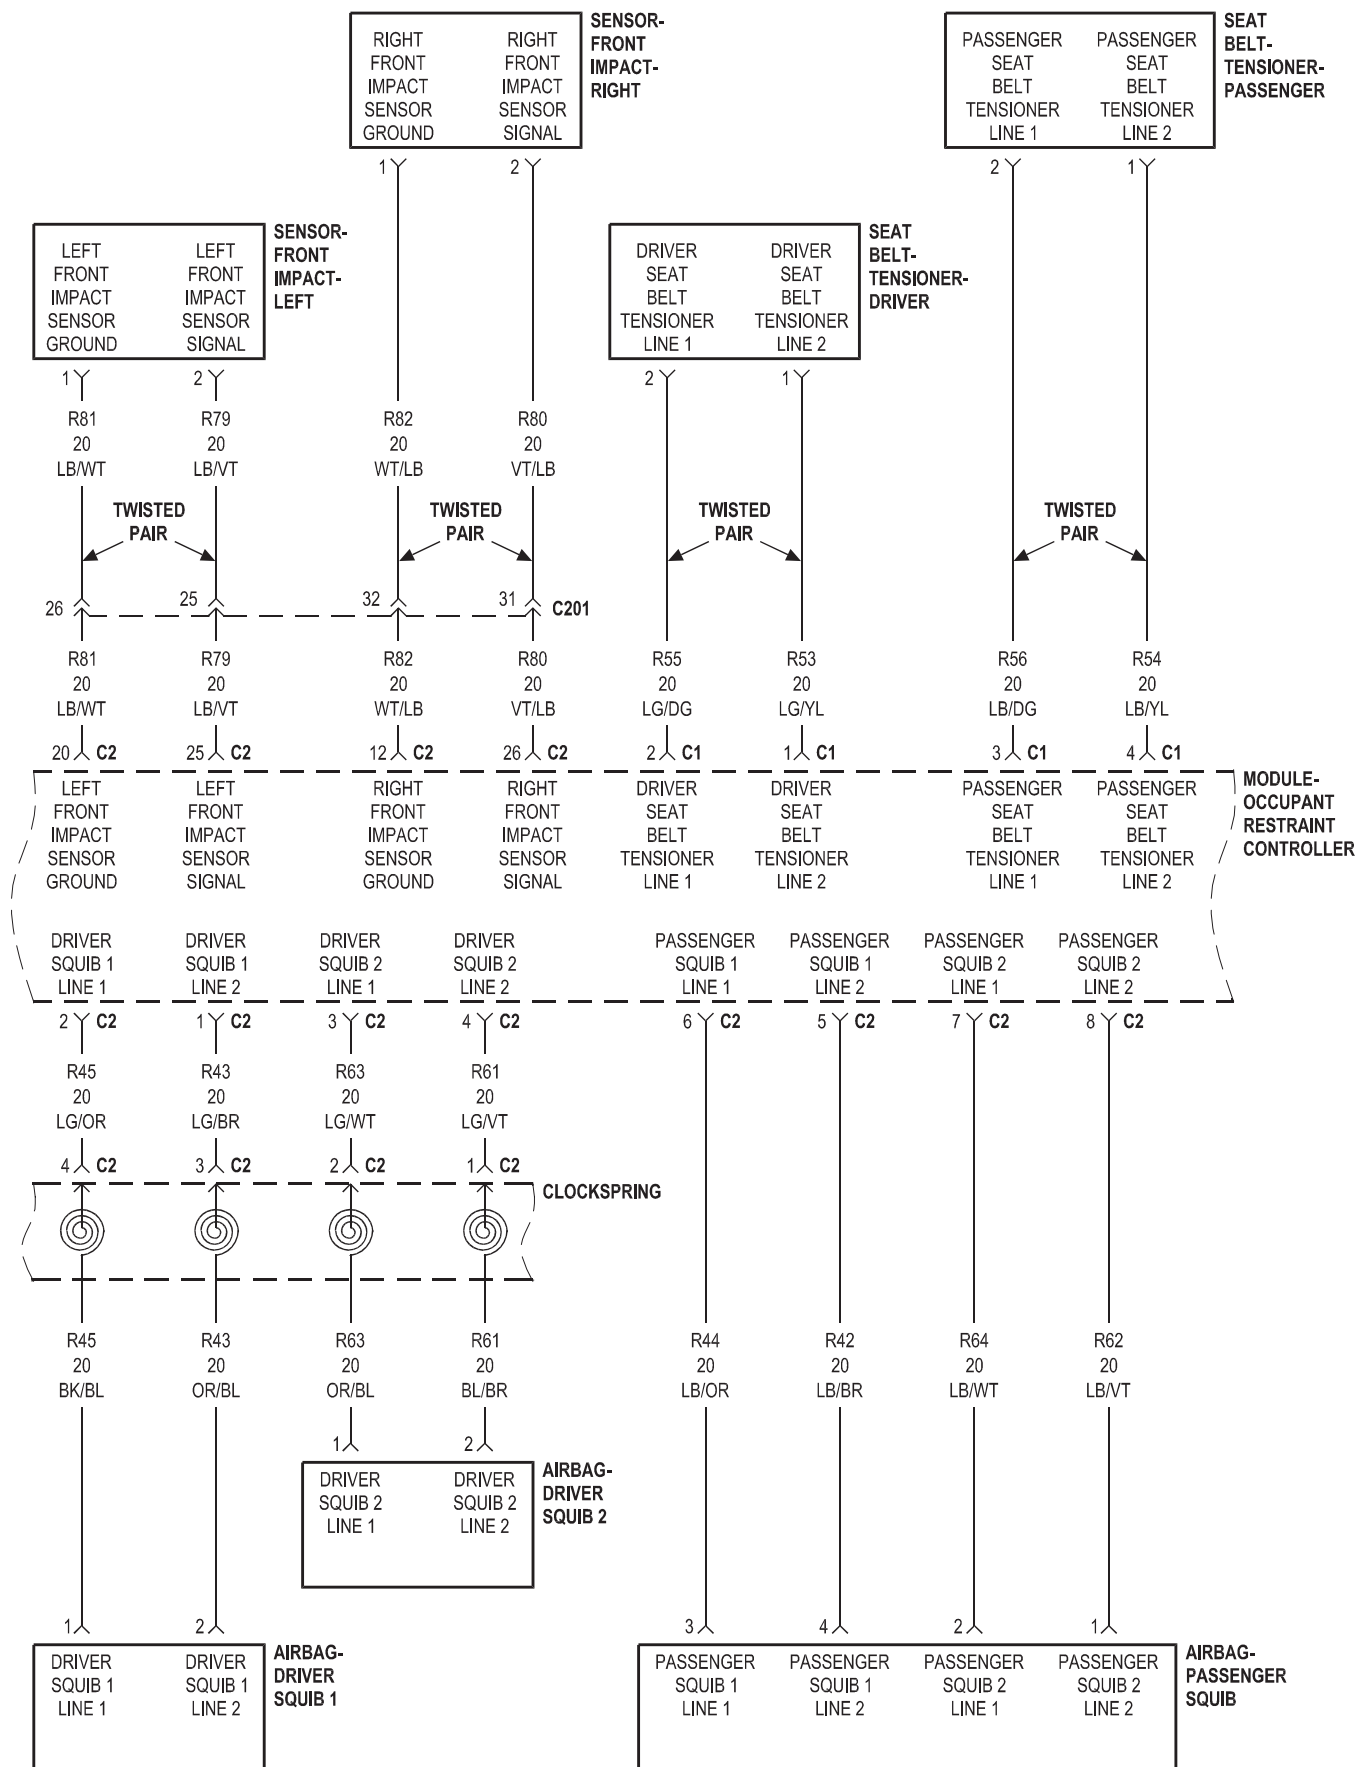 SENSOR-
FRONT
IMPACT-
RIGHT
RIGHT RIGHT
FRONT FRONT
IMPACT IMPACT
SENSOR SENSOR
GROUND SIGNAL
1 2
SEAT
BELT-
TENSIONER-
PASSENGER
PASSENGER PASSENGER
SEAT SEAT
BELT BELT
TENSIONER TENSIONER
LINE 1 LINE 2
2 1
SENSOR-
FRONT
IMPACT-
LEFT
LEFT LEFT
FRONT FRONT
IMPACT IMPACT
SENSOR SENSOR
GROUND SIGNAL
1 2
SEAT
BELT-
TENSIONER-
DRIVER
DRIVER DRIVER
SEAT SEAT
BELT BELT
TENSIONER TENSIONER
LINE 1 LINE 2
2 1
R81 R79 R82 R80
20 20 20 20
LB/WT LB/VT WT/LB VT/LB
TWISTED TWISTED TWISTED TWISTED
PAIR PAIR PAIR PAIR
26 25 32 31 C201
R81 R79 R82 R80 R55 R53 R56 R54
20 20 20 20 20 20 20 20
LB/WT LB/VT WT/LB VT/LB LG/DG LG/YL LB/DG LB/YL
20 C2 25 C2 12 C2 26 C2 2 C1 1 C1 3 C1 4 C1
MODULE-
OCCUPANT
RESTRAINT
CONTROLLER
LEFT LEFT RIGHT RIGHT DRIVER DRIVER PASSENGER PASSENGER
FRONT FRONT FRONT FRONT SEAT SEAT SEAT SEAT
IMPACT IMPACT IMPACT IMPACT BELT BELT BELT BELT
SENSOR SENSOR SENSOR SENSOR TENSIONER TENSIONER TENSIONER TENSIONER
GROUND SIGNAL GROUND SIGNAL LINE 1 LINE 2 LINE 1 LINE 2
DRIVER DRIVER DRIVER DRIVER PASSENGER PASSENGER PASSENGER PASSENGER
SQUIB 1 SQUIB 1 SQUIB 2 SQUIB 2 SQUIB 1 SQUIB 1 SQUIB 2 SQUIB 2
LINE 1 LINE 2 LINE 1 LINE 2 LINE 1 LINE 2 LINE 1 LINE 2
2 C2 1 C2 3 C2 4 C2 6 C2 5 C2 7 C2 8 C2
R45 R43 R63 R61
20 20 20 20
LG/OR LG/BR LG/WT LG/VT
4 C2 3 C2 2 C2 1 C2
CLOCKSPRING
R45 R43 R63 R61 R44 R42 R64 R62
20 20 20 20 20 20 20 20
BK/BL OR/BL OR/BL BL/BR LB/OR LB/BR LB/WT LB/VT
1 2
AIRBAG-
DRIVER
SQUIB 2
DRIVER DRIVER
SQUIB 2 SQUIB 2
LINE 1 LINE 2
1 2 3 4 2 1
AIRBAG-
DRIVER
SQUIB 1
DRIVER DRIVER
SQUIB 1 SQUIB 1
LINE 1 LINE 2
AIRBAG-
PASSENGER
SQUIB
PASSENGER PASSENGER PASSENGER PASSENGER
SQUIB 1 SQUIB 1 SQUIB 2 SQUIB 2
LINE 1 LINE 2 LINE 1 LINE 2